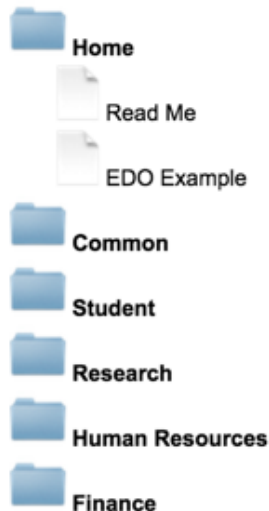 Home
Read Me
EDO Example
Common
Student
Research
Human Resources
Finance